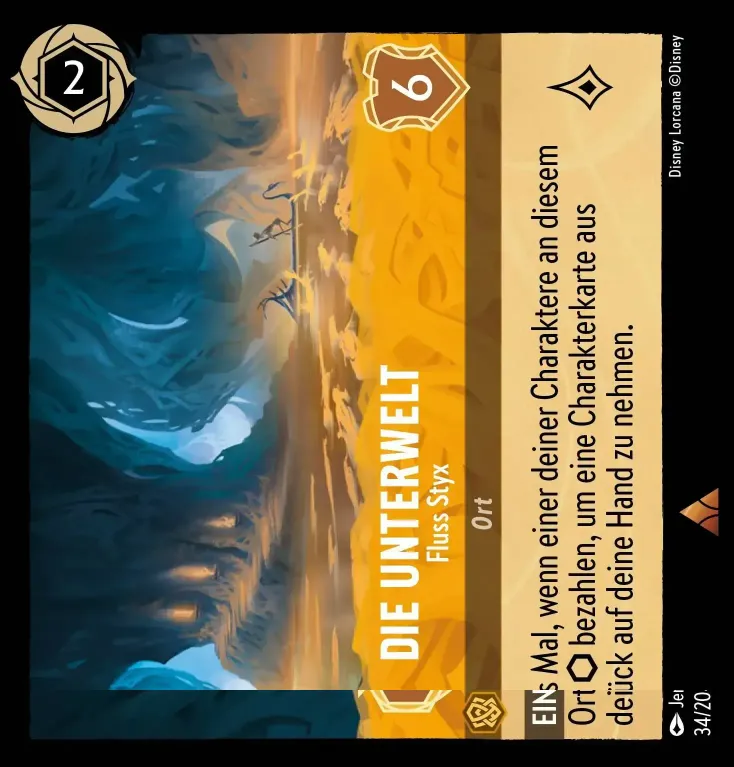 2
6
DIE UNTERWELT
Fluss Styx
Ort
EIN Mal, wenn einer deiner Charaktere an diesem
Ort bezahlen, um eine Charakterkarte aus
auf deine Hand zu nehmen.
34/20
Disney Lorcana ©Disney